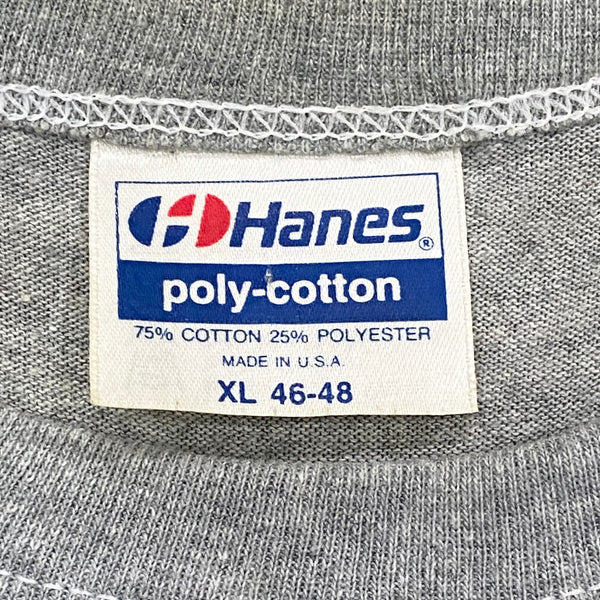 Hanes®
poly-cotton
75% COTTON 25% POLYESTER
MADE IN U.S.A.
XL 46-48